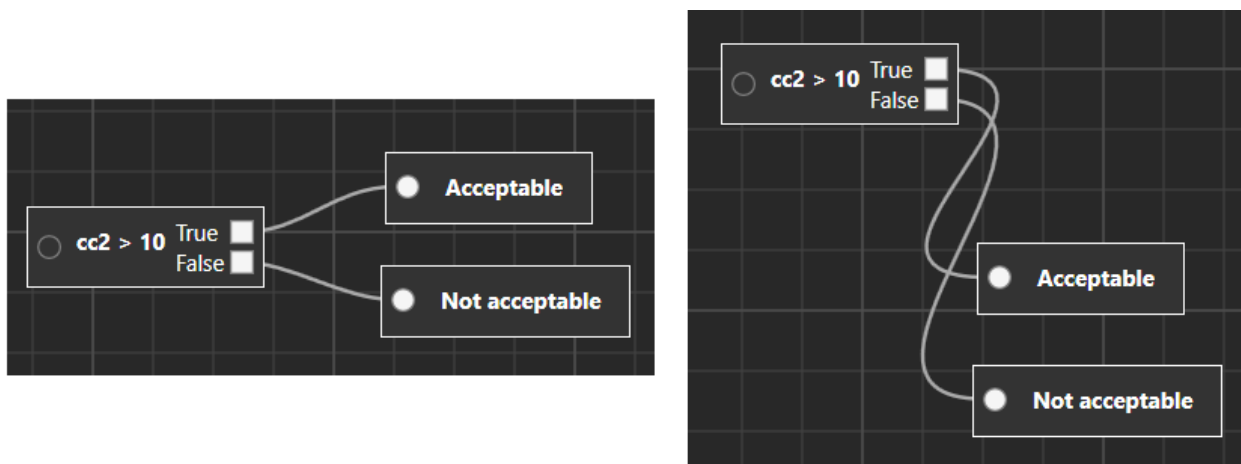 cc2 > 10 True
False
Acceptable
Not acceptable
cc2 > 10 True
False
Acceptable
Not acceptable